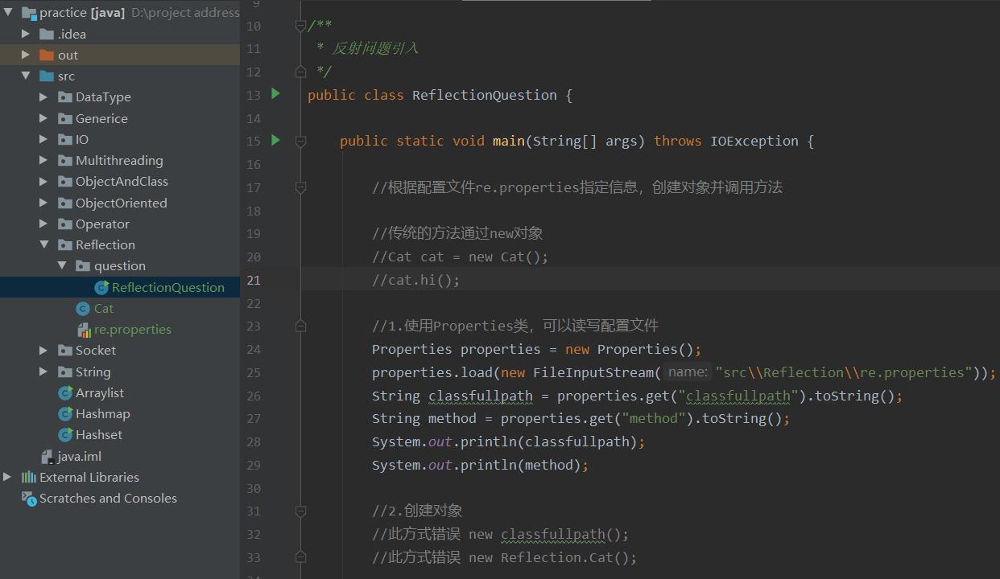 practice [java] D:\project address
.idea
out
src
DataType
Generice
IO
Multithreading
ObjectAndClass
ObjectOriented
Operator
Reflection
question
ReflectionQuestion
Cat
re.properties
Socket
String
Arraylist
Hashmap
Hashset
java.iml
External Libraries
Scratches and Consoles
9
10 /**
11 * 反射问题引入
12 */
13 public class ReflectionQuestion {
14
15 public static void main(String[] args) throws IOException {
16
17 //根据配置文件re.properties指定信息，创建对象并调用方法
18
19 //传统的方法通过new对象
20 //Cat cat = new Cat();
21 //cat.hi();
22
23 //1.使用Properties类，可以读写配置文件
24 Properties properties = new Properties();
25 properties.load(new FileInputStream( name: "src\\Reflection\\re.properties"));
26 String classfullpath = properties.get("classfullpath").toString();
27 String method = properties.get("method").toString();
28 System.out.println(classfullpath);
29 System.out.println(method);
30
31 //2.创建对象
32 //此方式错误 new classfullpath();
33 //此方式错误 new Reflection.Cat();